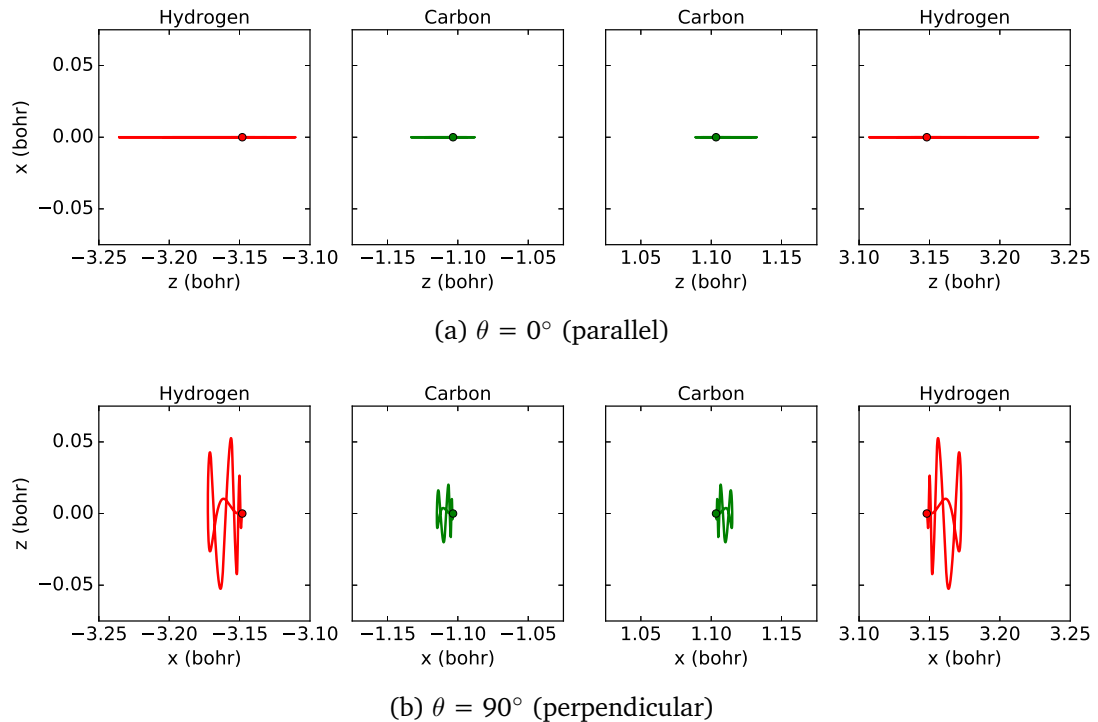 Hydrogen Carbon Carbon Hydrogen
0.05
0.00
−0.05
x (bohr)
−3.25 −3.20 −3.15 −3.10 −1.15 −1.10 −1.05 1.05 1.10 1.15 3.10 3.15 3.20 3.25
z (bohr) z (bohr) z (bohr) z (bohr)
(a) θ = 0° (parallel)
Hydrogen Carbon Carbon Hydrogen
0.05
0.00
−0.05
z (bohr)
−3.25 −3.20 −3.15 −3.10 −1.15 −1.10 −1.05 1.05 1.10 1.15 3.10 3.15 3.20 3.25
x (bohr) x (bohr) x (bohr) x (bohr)
(b) θ = 90° (perpendicular)